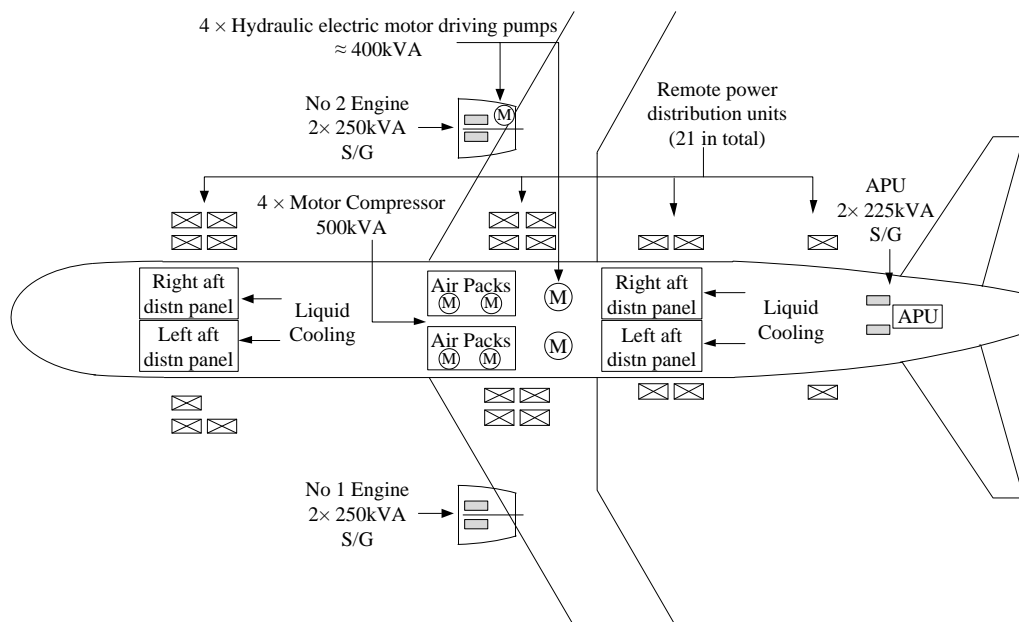 4 × Hydraulic electric motor driving pumps
≈ 400kVA
No 2 Engine
2× 250kVA
S/G
M
Remote power
distribution units
(21 in total)
4 × Motor Compressor
500kVA
APU
2× 225kVA
S/G
Right aft
distn panel
Left aft
distn panel
Liquid
Cooling
Air Packs
M M
Air Packs
M M
M
M
Right aft
distn panel
Left aft
distn panel
Liquid
Cooling
APU
No 1 Engine
2× 250kVA
S/G